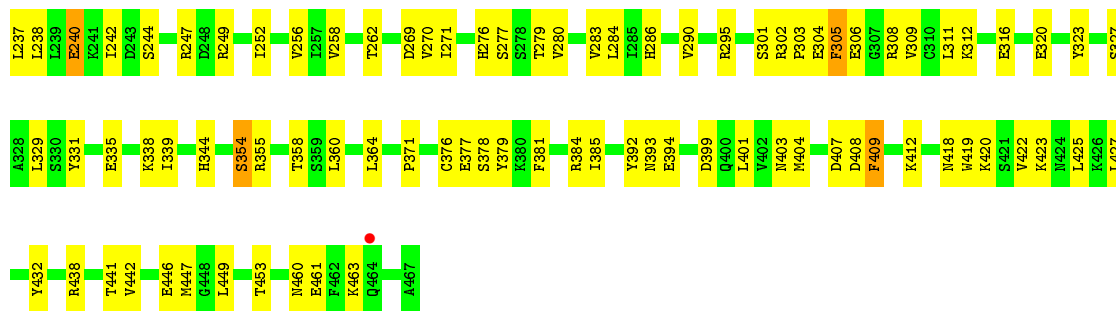 L237 L238 L239 E240 K241 I242 D243 S244 R247 D248 R249 I252 V256 I257 V258 T262 D269 V270 I271 H276 S277 S278 T279 V280 V283 L284 I285 H286 V290 R295 S301 R302 P303 E304 F305 E306 G307 R308 V309 C310 L311 K312 E316 E320 Y323 S327
A328 L329 S330 Y331 E335 K338 I339 H344 S354 R355 T358 S359 L360 L364 P371 G376 E377 S378 Y379 K380 F381 R384 I385 Y392 N393 E394 D399 Q400 L401 V402 N403 M404 D407 D408 F409 K412 N418 W419 K420 S421 V422 K423 N424 L425 K426 L427
Y432 R438 T441 V442 E446 M447 G448 L449 T453 N460 E461 F462 K463 Q464 A467